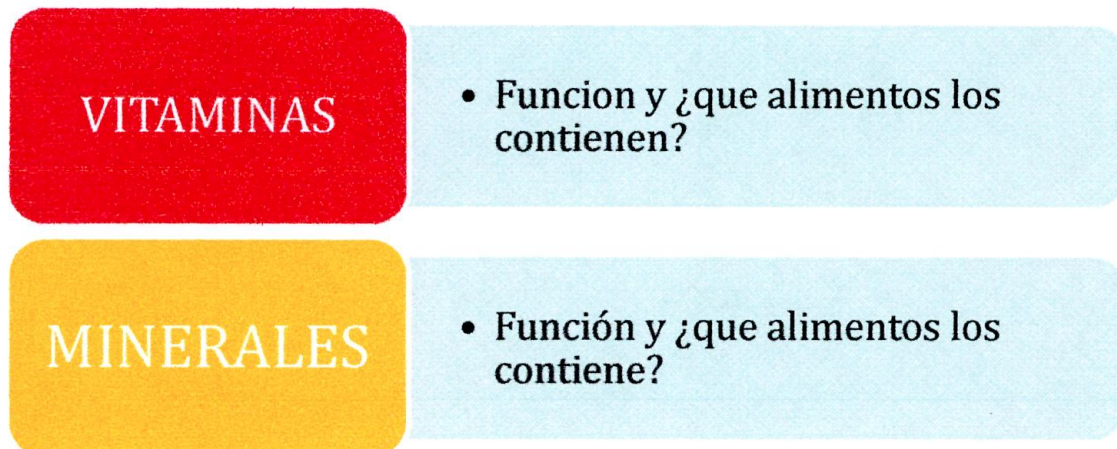 VITAMINAS
• Funcion y ¿que alimentos los
contienen?
MINERALES
• Función y ¿que alimentos los
contiene?